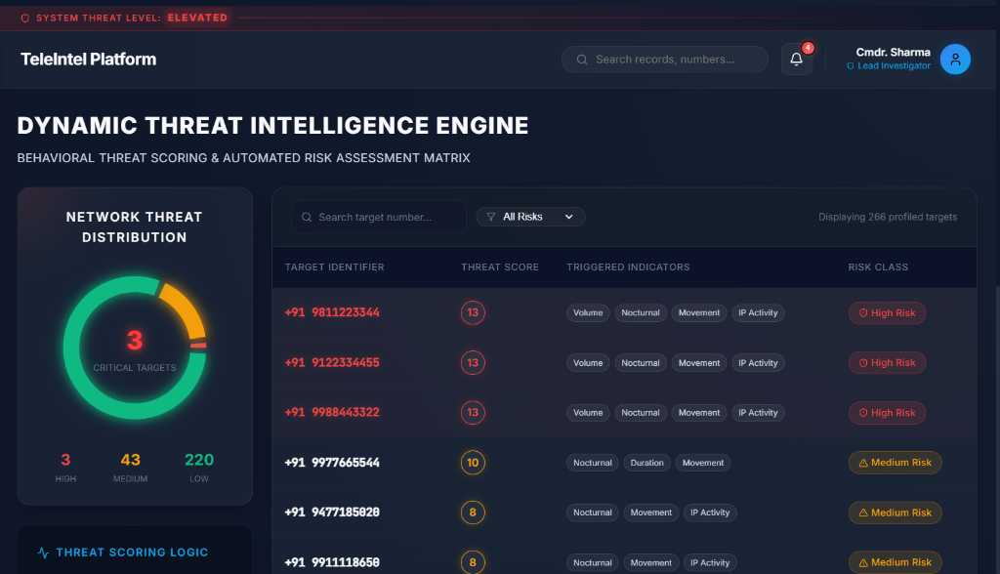 SYSTEM THREAT LEVEL: ELEVATED
TeleIntel Platform
Search records, numbers...
4
Cmdr. Sharma
Lead Investigator
DYNAMIC THREAT INTELLIGENCE ENGINE
BEHAVIORAL THREAT SCORING & AUTOMATED RISK ASSESSMENT MATRIX
NETWORK THREAT
DISTRIBUTION
3
CRITICAL TARGETS
3 43 220
HIGH MEDIUM LOW
THREAT SCORING LOGIC
Search target number... All Risks Displaying 266 profiled targets
TARGET IDENTIFIER THREAT SCORE TRIGGERED INDICATORS RISK CLASS
+91 9811223344 13 Volume Nocturnal Movement IP Activity High Risk
+91 9122334455 13 Volume Nocturnal Movement IP Activity High Risk
+91 9988443322 13 Volume Nocturnal Movement IP Activity High Risk
+91 9977665544 10 Nocturnal Duration Movement Medium Risk
+91 9477185020 8 Nocturnal Movement IP Activity Medium Risk
+91 9911118650 8 Nocturnal Movement IP Activity Medium Risk